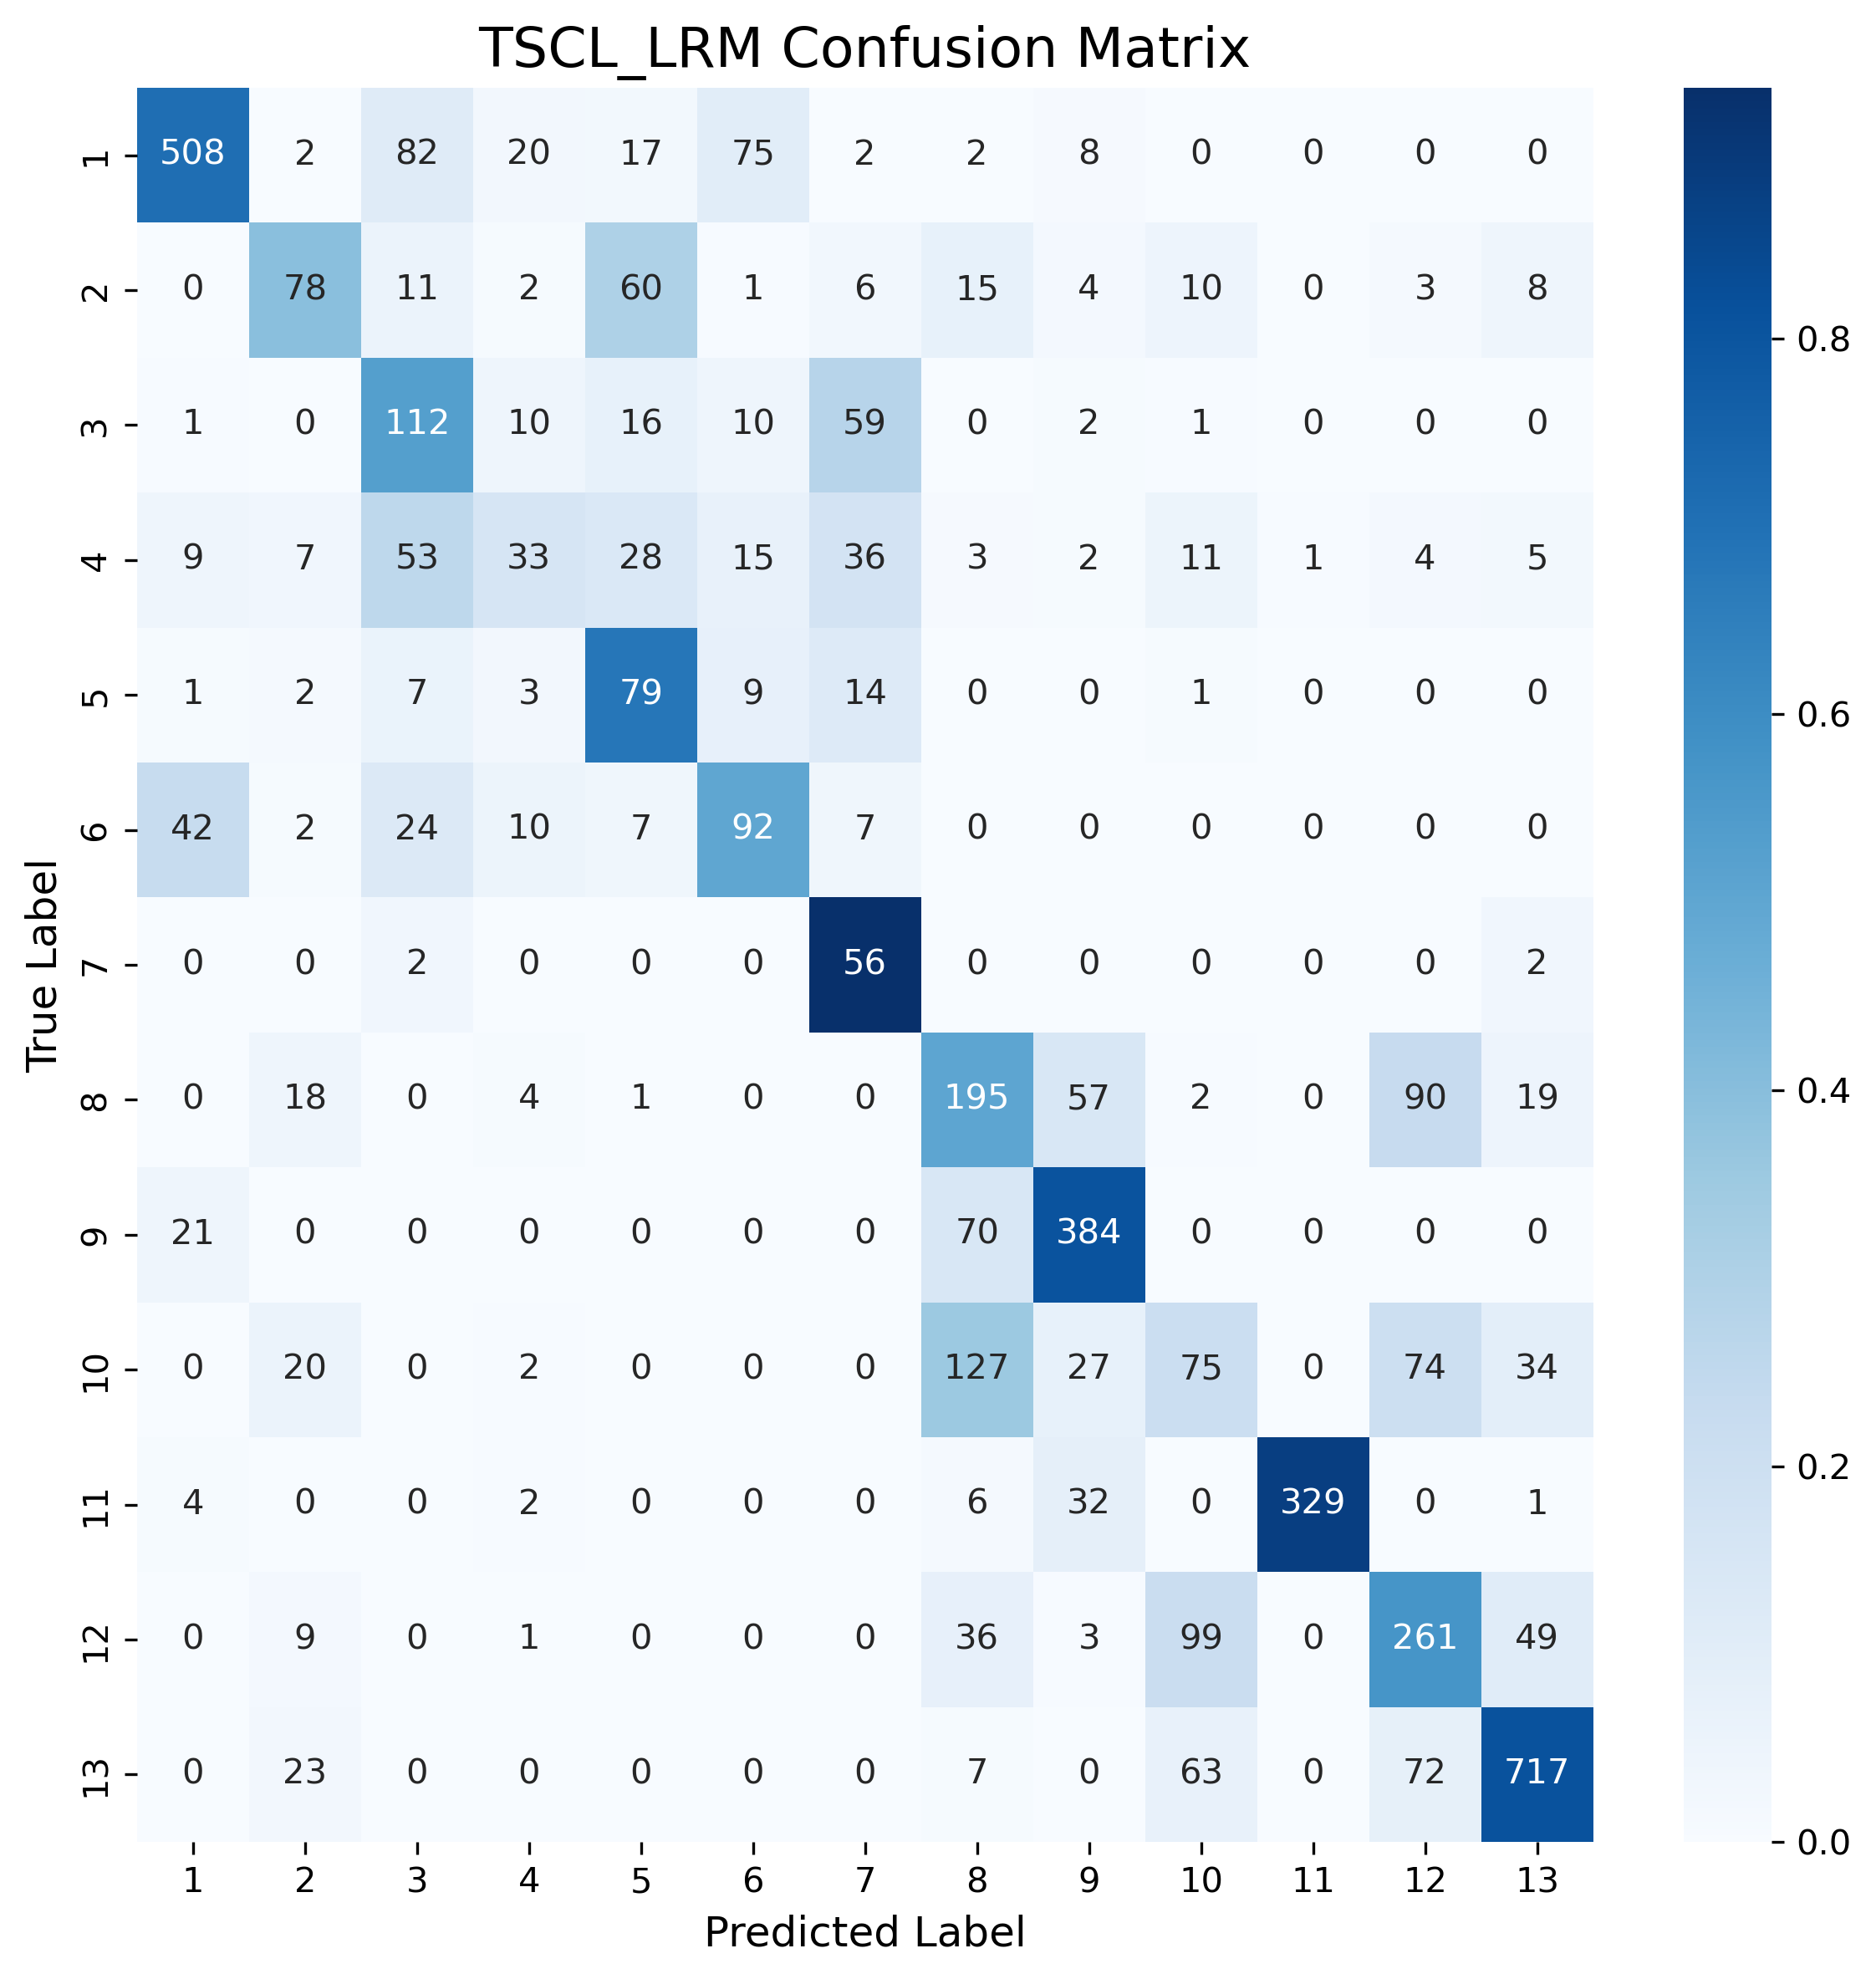 TSCL_LRM Confusion Matrix
1 508 2 82 20 17 75 2 2 8 0 0 0 0
2 0 78 11 2 60 1 6 15 4 10 0 3 8
3 1 0 112 10 16 10 59 0 2 1 0 0 0
4 9 7 53 33 28 15 36 3 2 11 1 4 5
5 1 2 7 3 79 9 14 0 0 1 0 0 0
6 42 2 24 10 7 92 7 0 0 0 0 0 0
7 0 0 2 0 0 0 56 0 0 0 0 0 2
8 0 18 0 4 1 0 0 195 57 2 0 90 19
9 21 0 0 0 0 0 0 70 384 0 0 0 0
10 0 20 0 2 0 0 0 127 27 75 0 74 34
11 4 0 0 2 0 0 0 6 32 0 329 0 1
12 0 9 0 1 0 0 0 36 3 99 0 261 49
13 0 23 0 0 0 0 0 7 0 63 0 72 717
1 2 3 4 5 6 7 8 9 10 11 12 13
Predicted Label
True Label
0.8
0.6
0.4
0.2
0.0